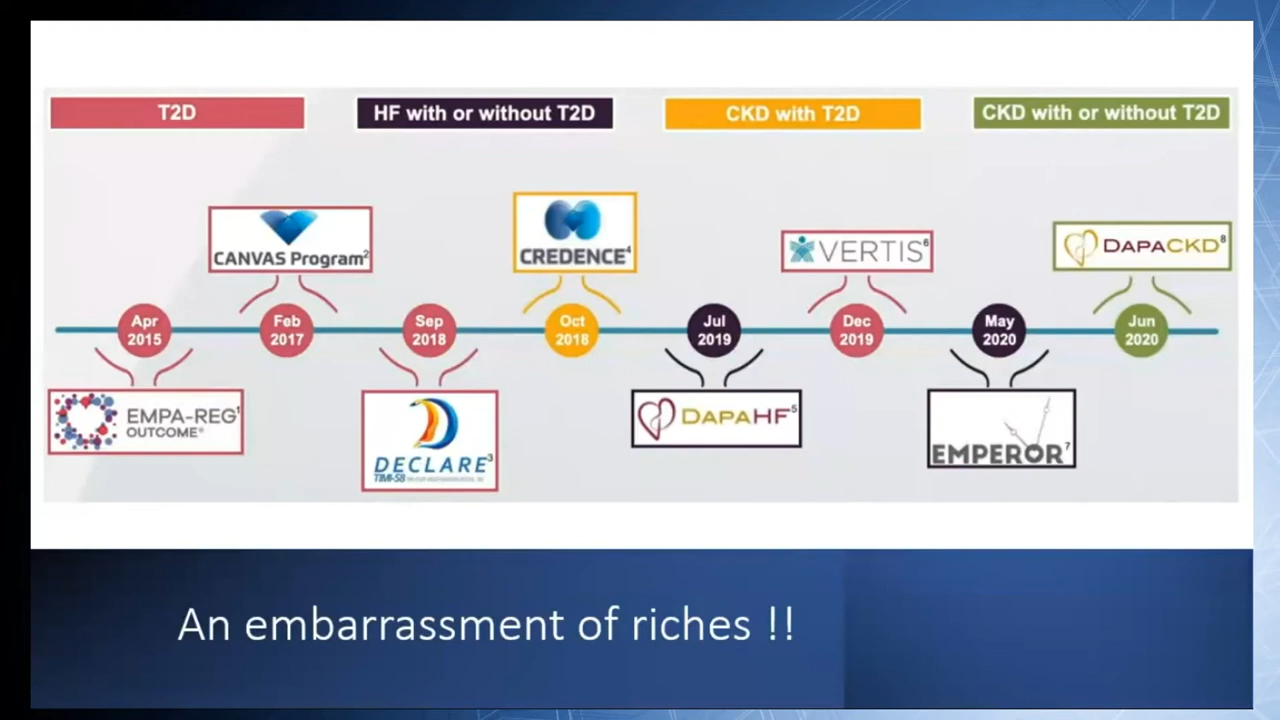 T2D
HF with or without T2D
CKD with T2D
CKD with or without T2D
CANVAS Program2
CREDENCE4
VERTIS6
DAPACKD8
Apr
2015
Feb
2017
Sep
2018
Oct
2018
Jul
2019
Dec
2019
May
2020
Jun
2020
EMPA-REG1
OUTCOME®
DECLARE3
TIMI-58
DAPAHF5
EMPEROR7
An embarrassment of riches !!